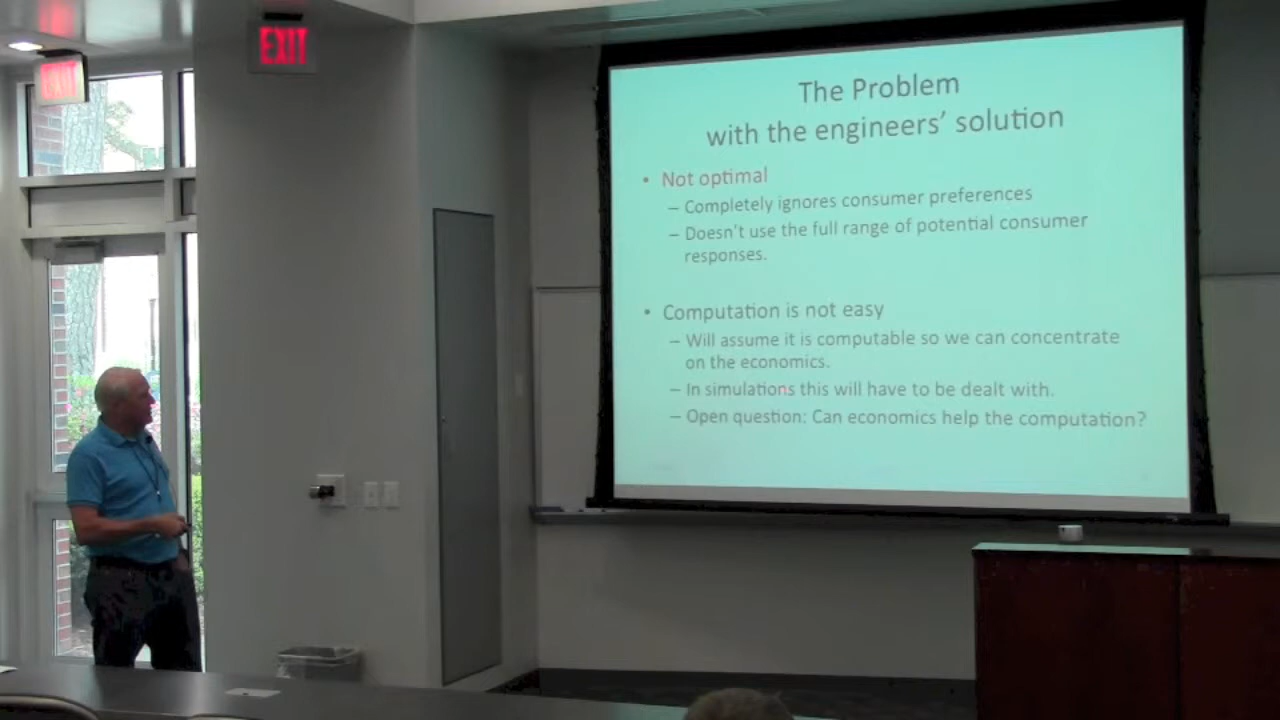 EXIT
EXIT
The Problem
with the engineers' solution
• Not optimal
– Completely ignores consumer preferences
– Doesn't use the full range of potential consumer
responses.
• Computation is not easy
– Will assume it is computable so we can concentrate
on the economics.
– In simulations this will have to be dealt with.
– Open question: Can economics help the computation?